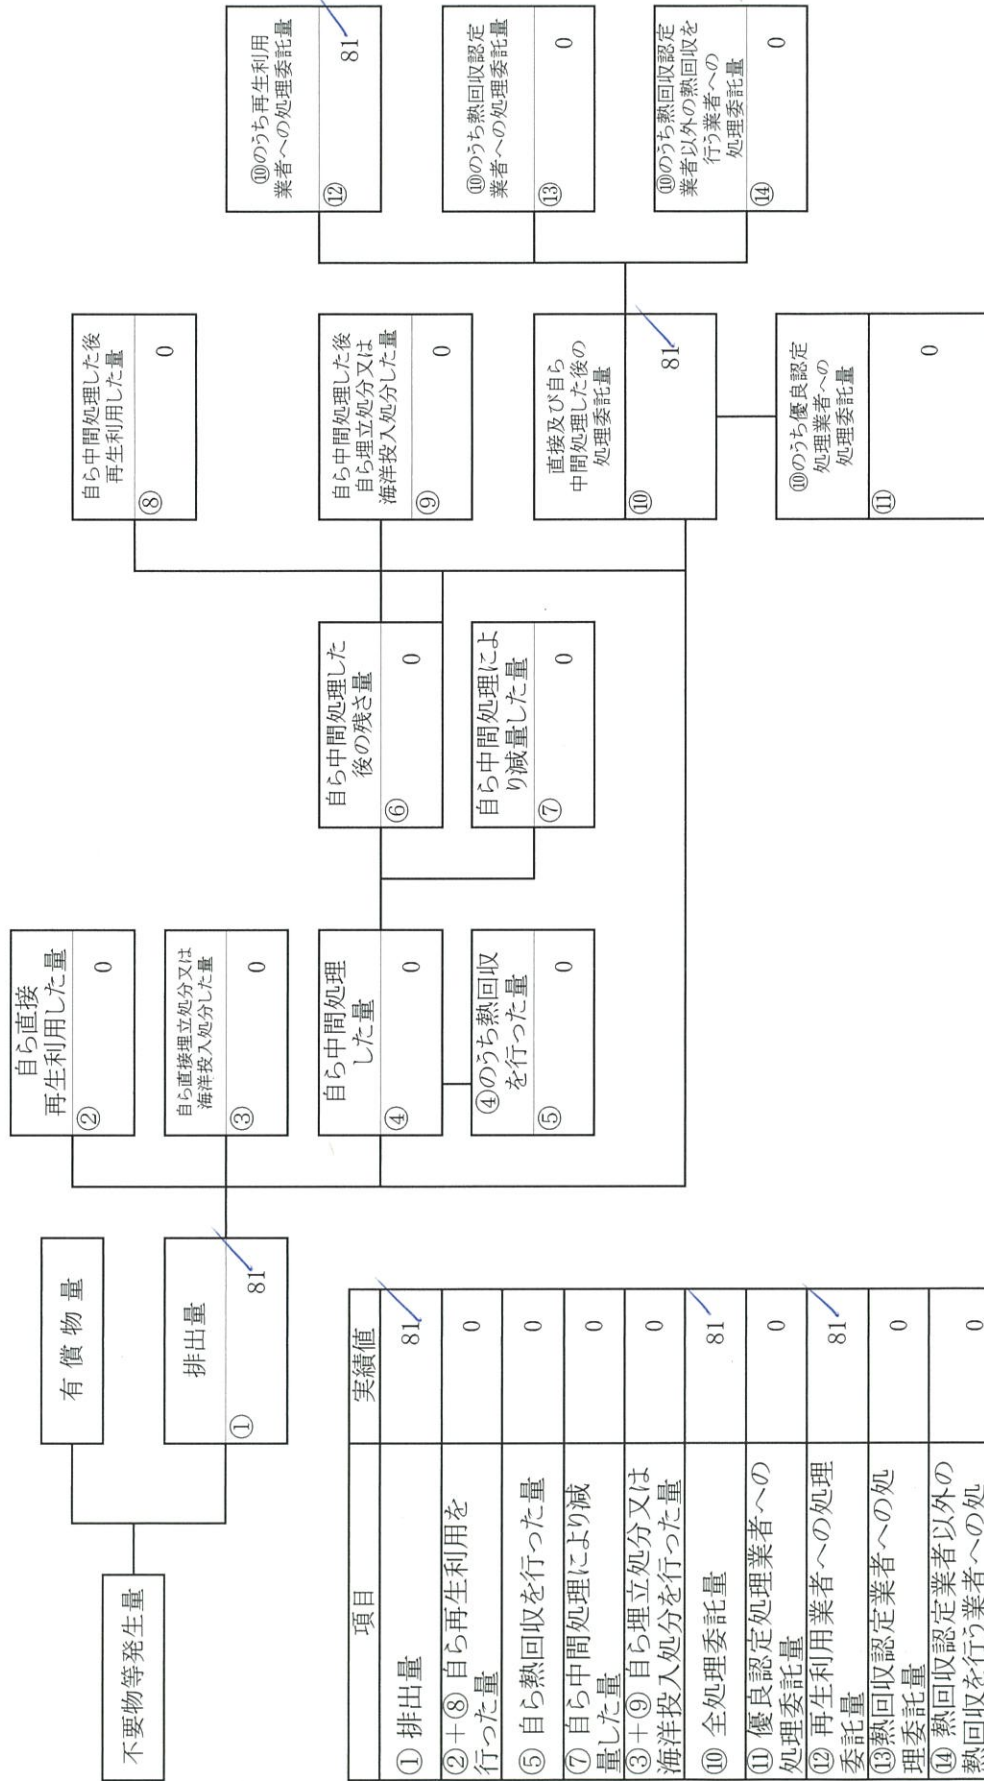 不要物等発生量
有 償 物 量
排出量
①
81
自ら直接
再生利用した量
②
0
自ら直接埋立処分又は
海洋投入処分した量
③
0
自ら中間処理
した量
④
0
④のうち熱回収
を行った量
⑤
0
自ら中間処理した
後の残さ量
⑥
0
自ら中間処理によ
り減量した量
⑦
0
自ら中間処理した後
再生利用した量
⑧
0
自ら中間処理した後
自ら埋立処分又は
海洋投入処分した量
⑨
0
直接及び自ら
中間処理した後の
処理委託量
⑩
81
⑩のうち優良認定
処理業者への
処理委託量
⑪
0
⑩のうち再生利用
業者への処理委託量
⑫
81
⑩のうち熱回収認定
業者への処理委託量
⑬
0
⑩のうち熱回収認定
業者以外の熱回収を
行う業者への
処理委託量
⑭
0
項目 実績値
① 排出量 81
②+⑧ 自ら再生利用を
行った量 0
⑤ 自ら熱回収を行った量 0
⑦ 自ら中間処理により減
量した量 0
③+⑨ 自ら埋立処分又は
海洋投入処分を行った量 0
⑩ 全処理委託量 81
⑪ 優良認定処理業者への
処理委託量 0
⑫ 再生利用業者への処理
委託量 81
⑬熱回収認定業者への処
理委託量 0
⑭ 熱回収認定業者以外の
熱回収を行う業者への処 0